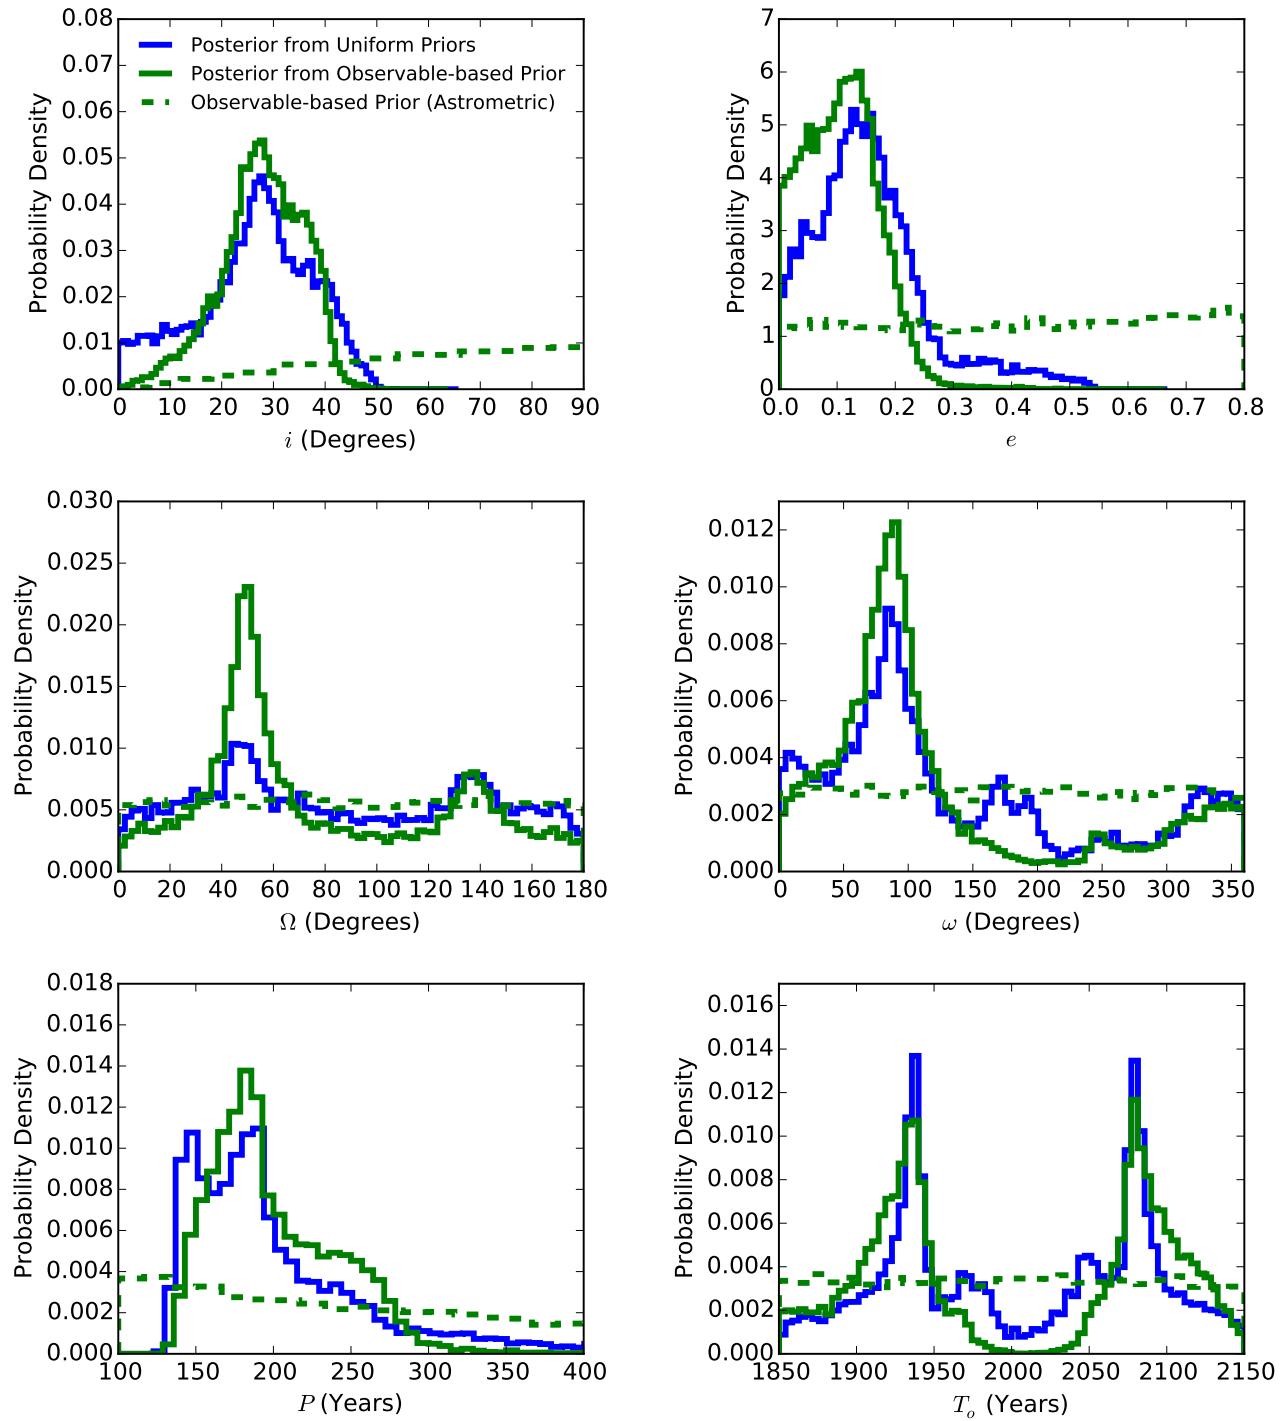 0.08
0.07
0.06
0.05
0.04
0.03
0.02
0.01
0.00
Probability Density
Posterior from Uniform Priors
Posterior from Observable-based Prior
Observable-based Prior (Astrometric)
0 10 20 30 40 50 60 70 80 90
i (Degrees)
7
6
5
4
3
2
1
0
Probability Density
0.0 0.1 0.2 0.3 0.4 0.5 0.6 0.7 0.8
e
0.030
0.025
0.020
0.015
0.010
0.005
0.000
Probability Density
0 20 40 60 80 100 120 140 160 180
Ω (Degrees)
0.012
0.010
0.008
0.006
0.004
0.002
0.000
Probability Density
0 50 100 150 200 250 300 350
ω (Degrees)
0.018
0.016
0.014
0.012
0.010
0.008
0.006
0.004
0.002
0.000
Probability Density
100 150 200 250 300 350 400
P (Years)
0.016
0.014
0.012
0.010
0.008
0.006
0.004
0.002
0.000
Probability Density
1850 1900 1950 2000 2050 2100 2150
T_o (Years)